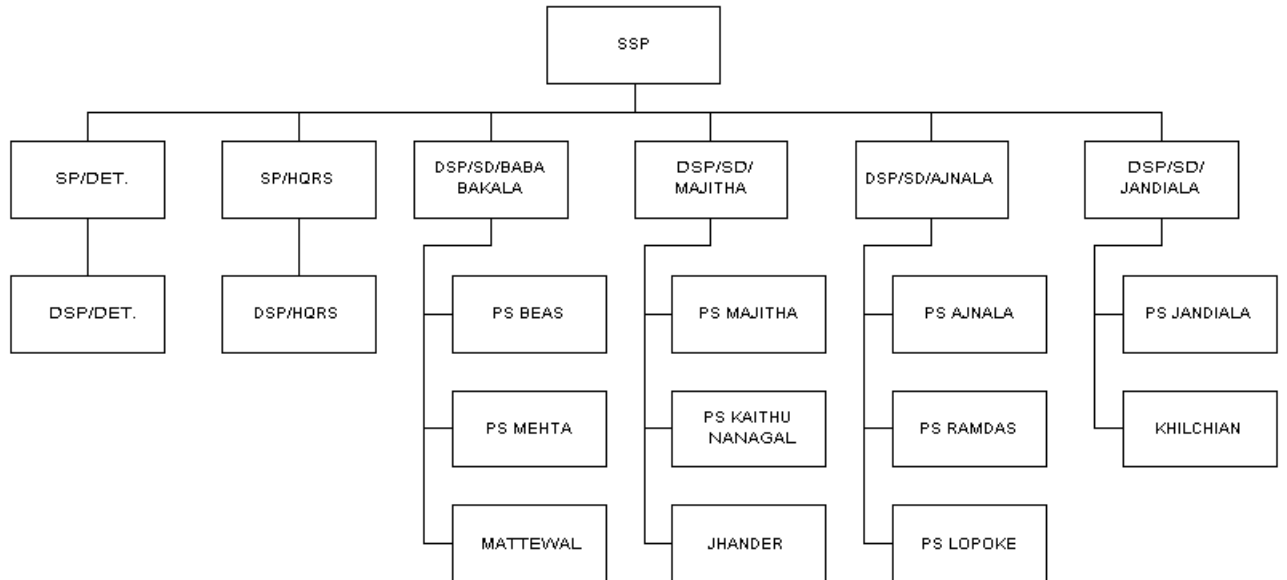 SSP
SP/DET.
SP/HQRS
DSP/SD/BABA
BAKALA
DSP/SD/
MAJITHA
DSP/SD/AJNALA
DSP/SD/
JANDIALA
DSP/DET.
DSP/HQRS
PS BEAS
PS MAJITHA
PS AJNALA
PS JANDIALA
PS MEHTA
PS KAITHU
NANAGAL
PS RAMDAS
KHILCHIAN
MATTEWAL
JHANDER
PS LOPOKE